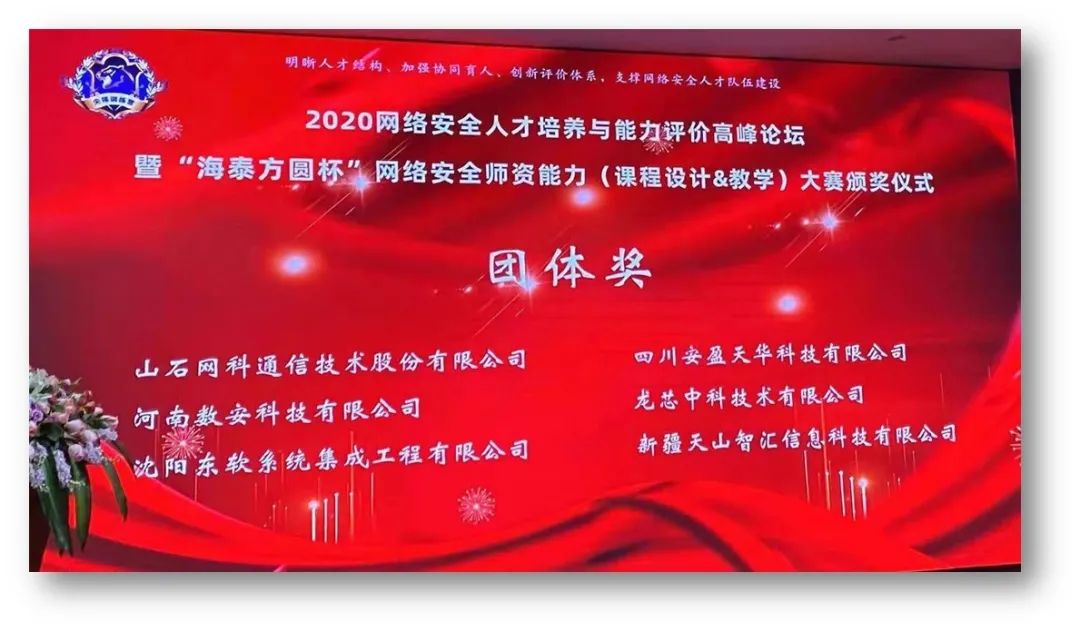 尖锋训练营
明晰人才结构、加强协同育人、创新评价体系，支撑网络安全人才队伍建设
2020网络安全人才培养与能力评价高峰论坛
暨“海泰方圆杯”网络安全师资能力（课程设计&教学）大赛颁奖仪式
团体奖
山石网科通信技术股份有限公司
河南数安科技有限公司
沈阳东软系统集成工程有限公司
四川安盈天华科技有限公司
龙芯中科技术有限公司
新疆天山智汇信息科技有限公司